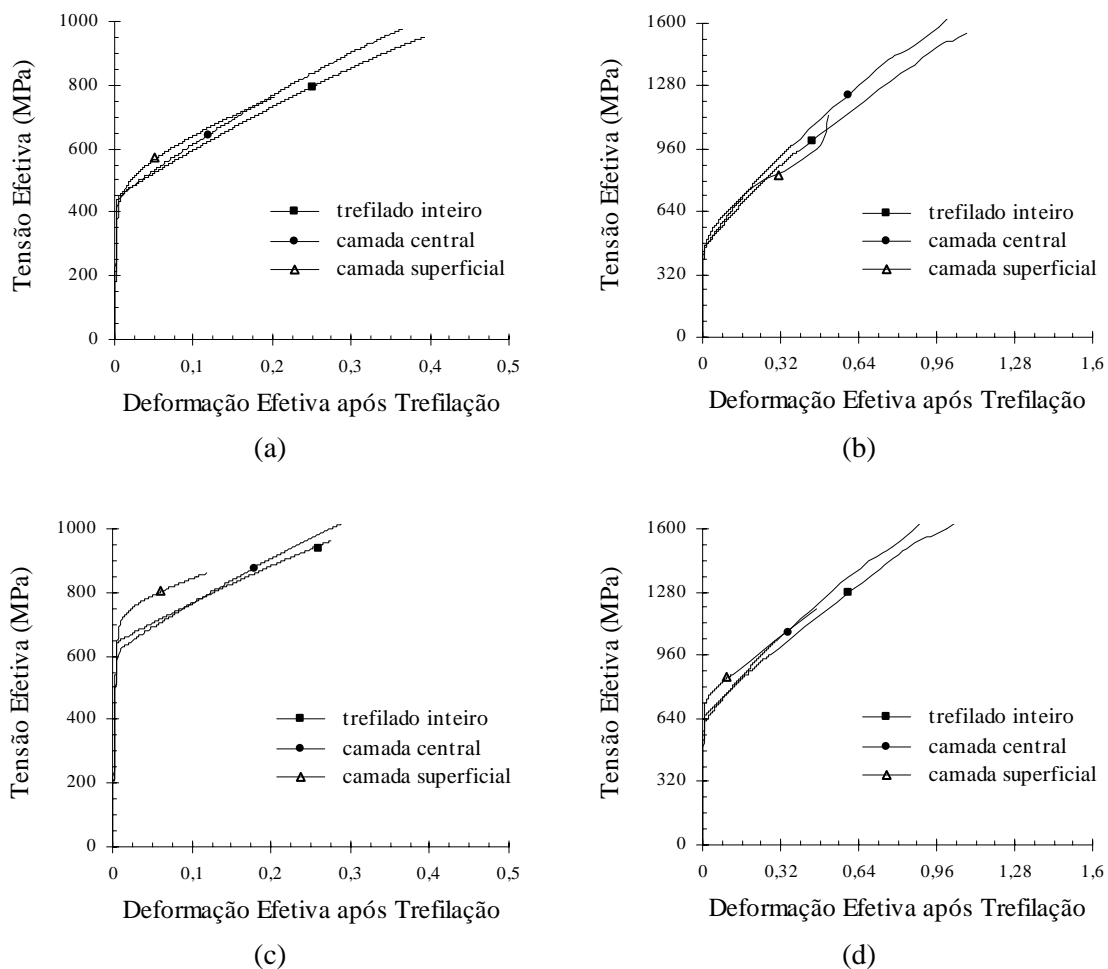 1000
800
600
400
200
0
Tensão Efetiva (MPa)
trefilado inteiro
camada central
camada superficial
0 0,1 0,2 0,3 0,4 0,5
Deformação Efetiva após Trefilação
(a)
1600
1280
960
640
320
0
Tensão Efetiva (MPa)
trefilado inteiro
camada central
camada superficial
0 0,32 0,64 0,96 1,28 1,6
Deformação Efetiva após Trefilação
(b)
1000
800
600
400
200
0
Tensão Efetiva (MPa)
trefilado inteiro
camada central
camada superficial
0 0,1 0,2 0,3 0,4 0,5
Deformação Efetiva após Trefilação
(c)
1600
1280
960
640
320
0
Tensão Efetiva (MPa)
trefilado inteiro
camada central
camada superficial
0 0,32 0,64 0,96 1,28 1,6
Deformação Efetiva após Trefilação
(d)